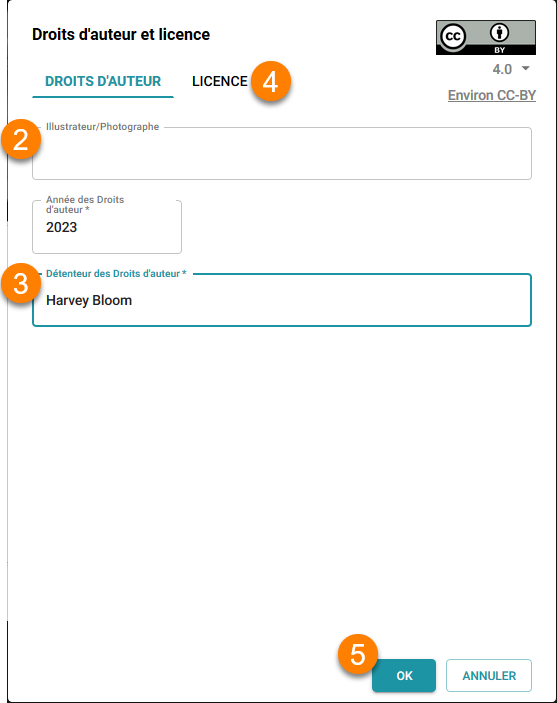 Droits d'auteur et licence
CC BY
4.0
DROITS D'AUTEUR LICENCE 4
Environ CC-BY
2 Illustrateur/Photographe
Année des Droits
d'auteur *
2023
3 Détenteur des Droits d'auteur *
Harvey Bloom
5 OK ANNULER